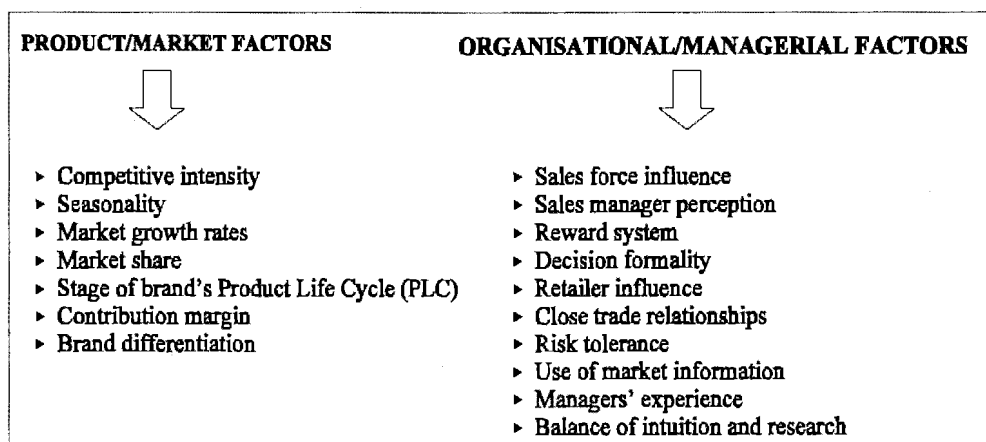 PRODUCT/MARKET FACTORS
▸ Competitive intensity
▸ Seasonality
▸ Market growth rates
▸ Market share
▸ Stage of brand's Product Life Cycle (PLC)
▸ Contribution margin
▸ Brand differentiation
ORGANISATIONAL/MANAGERIAL FACTORS
▸ Sales force influence
▸ Sales manager perception
▸ Reward system
▸ Decision formality
▸ Retailer influence
▸ Close trade relationships
▸ Risk tolerance
▸ Use of market information
▸ Managers' experience
▸ Balance of intuition and research